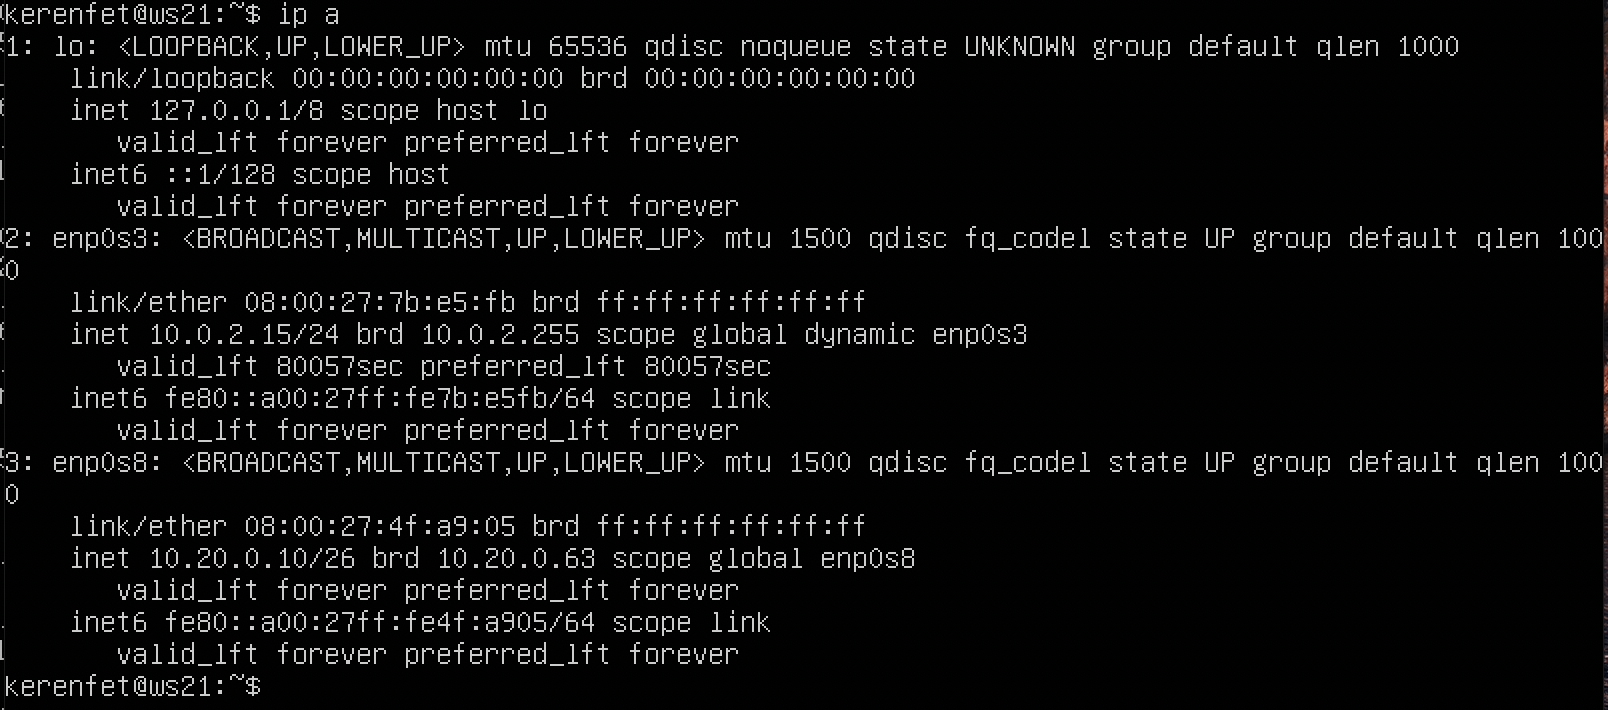 kerenfet@ws21:~$ ip a
1: lo: <LOOPBACK,UP,LOWER_UP> mtu 65536 qdisc noqueue state UNKNOWN group default qlen 1000
    link/loopback 00:00:00:00:00:00 brd 00:00:00:00:00:00
    inet 127.0.0.1/8 scope host lo
       valid_lft forever preferred_lft forever
    inet6 ::1/128 scope host
       valid_lft forever preferred_lft forever
2: enp0s3: <BROADCAST,MULTICAST,UP,LOWER_UP> mtu 1500 qdisc fq_codel state UP group default qlen 100
0
    link/ether 08:00:27:7b:e5:fb brd ff:ff:ff:ff:ff:ff
    inet 10.0.2.15/24 brd 10.0.2.255 scope global dynamic enp0s3
       valid_lft 80057sec preferred_lft 80057sec
    inet6 fe80::a00:27ff:fe7b:e5fb/64 scope link
       valid_lft forever preferred_lft forever
3: enp0s8: <BROADCAST,MULTICAST,UP,LOWER_UP> mtu 1500 qdisc fq_codel state UP group default qlen 100
0
    link/ether 08:00:27:4f:a9:05 brd ff:ff:ff:ff:ff:ff
    inet 10.20.0.10/26 brd 10.20.0.63 scope global enp0s8
       valid_lft forever preferred_lft forever
    inet6 fe80::a00:27ff:fe4f:a905/64 scope link
       valid_lft forever preferred_lft forever
kerenfet@ws21:~$